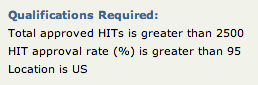 Qualifications Required:
Total approved HITs is greater than 2500
HIT approval rate (%) is greater than 95
Location is US